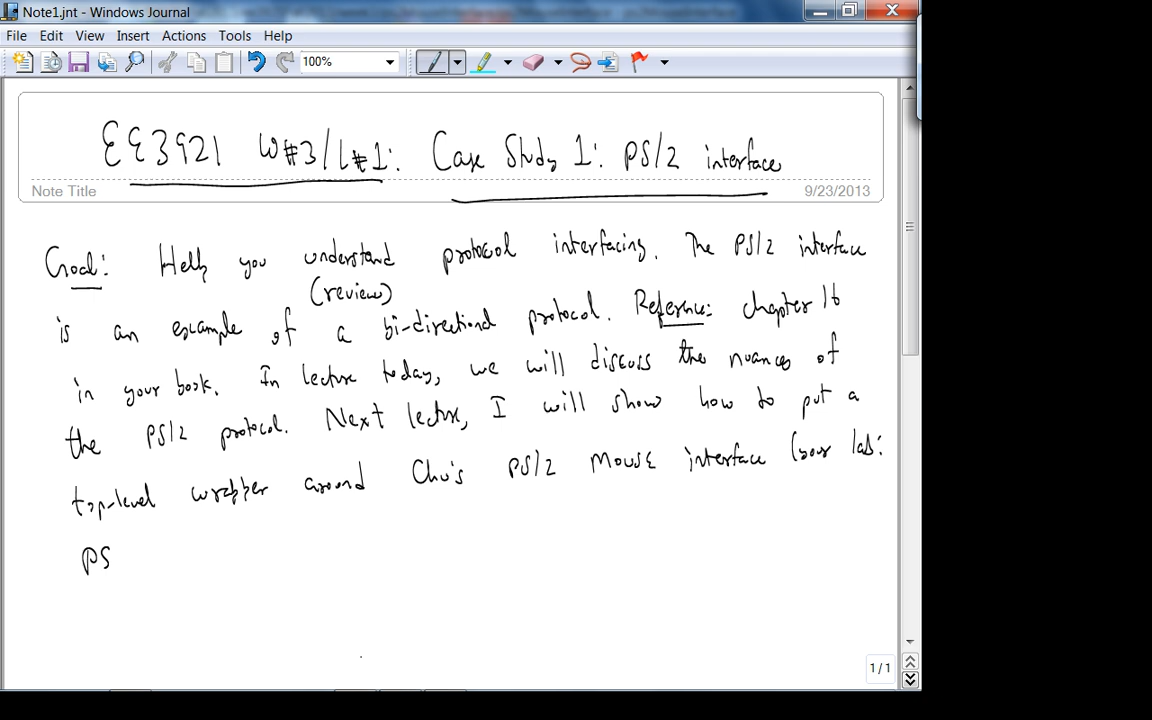 Note1.jnt - Windows Journal
File Edit View Insert Actions Tools Help
100%
EE3921 W#3/L#1: Case Study 1: PS/2 interface
Note Title 9/23/2013
Goal: Help you understand protocol interfacing. The PS/2 interface
(review)
is an example of a bi-directional protocol. Reference: chapter 16
in your book. In lecture today, we will discuss the nuances of
the PS/2 protocol. Next lecture, I will show how to put a
top-level wrapper around Chu's PS/2 mouse interface (your lab:
PS
1/1